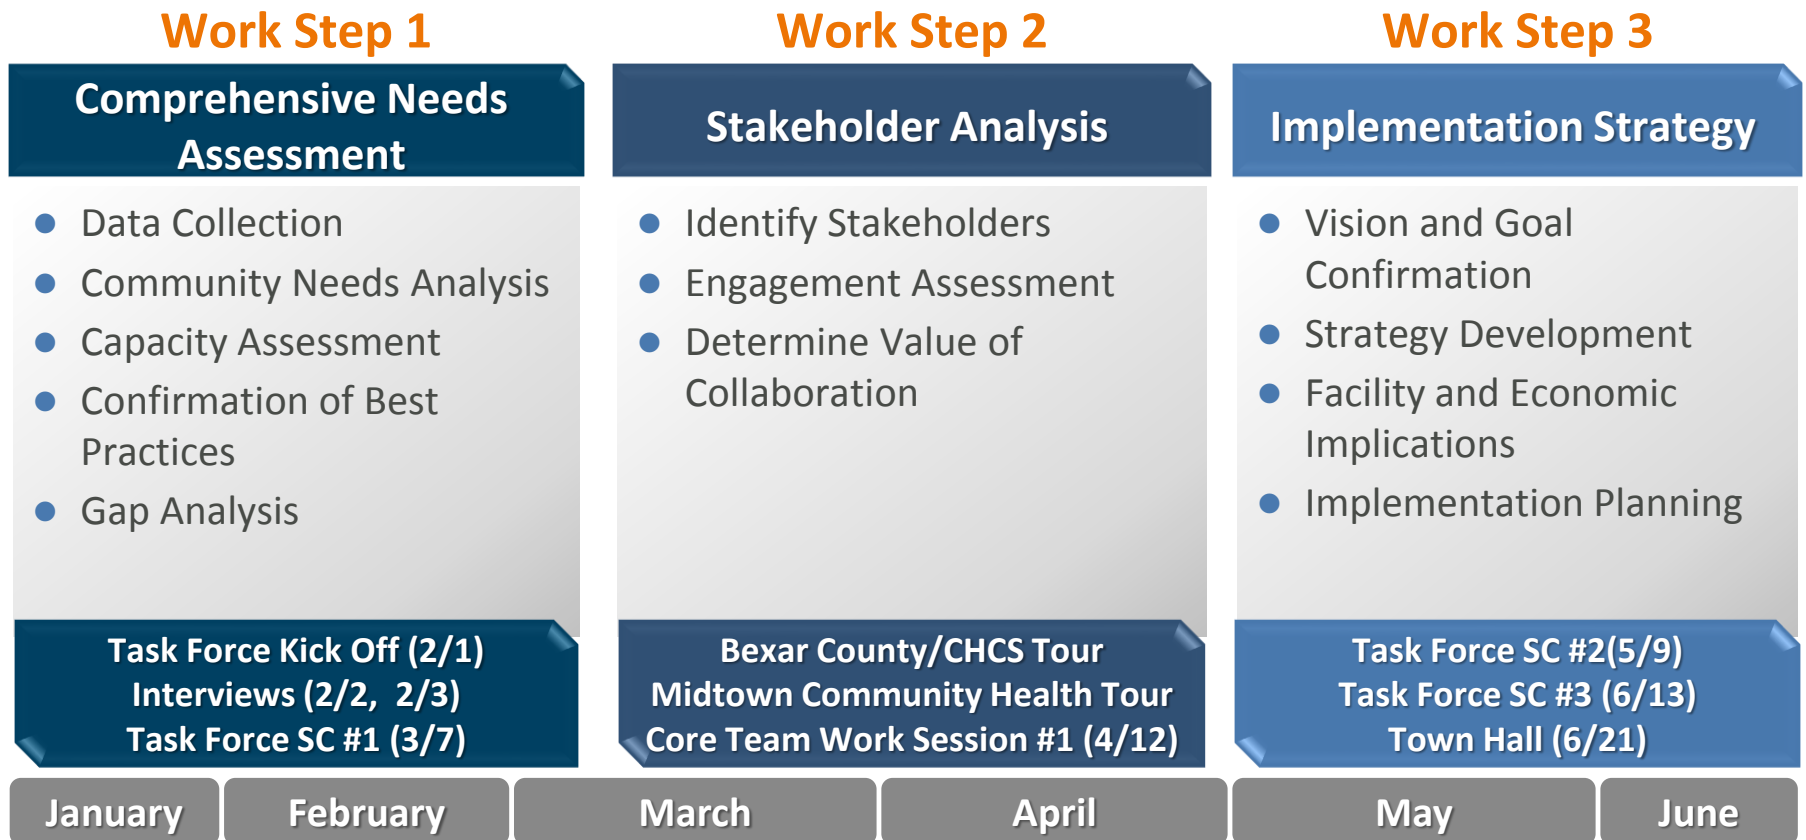 Work Step 1
Comprehensive Needs
Assessment
• Data Collection
• Community Needs Analysis
• Capacity Assessment
• Confirmation of Best
Practices
• Gap Analysis
Task Force Kick Off (2/1)
Interviews (2/2, 2/3)
Task Force SC #1 (3/7)
Work Step 2
Stakeholder Analysis
• Identify Stakeholders
• Engagement Assessment
• Determine Value of
Collaboration
Bexar County/CHCS Tour
Midtown Community Health Tour
Core Team Work Session #1 (4/12)
Work Step 3
Implementation Strategy
• Vision and Goal
Confirmation
• Strategy Development
• Facility and Economic
Implications
• Implementation Planning
Task Force SC #2(5/9)
Task Force SC #3 (6/13)
Town Hall (6/21)
January
February
March
April
May
June